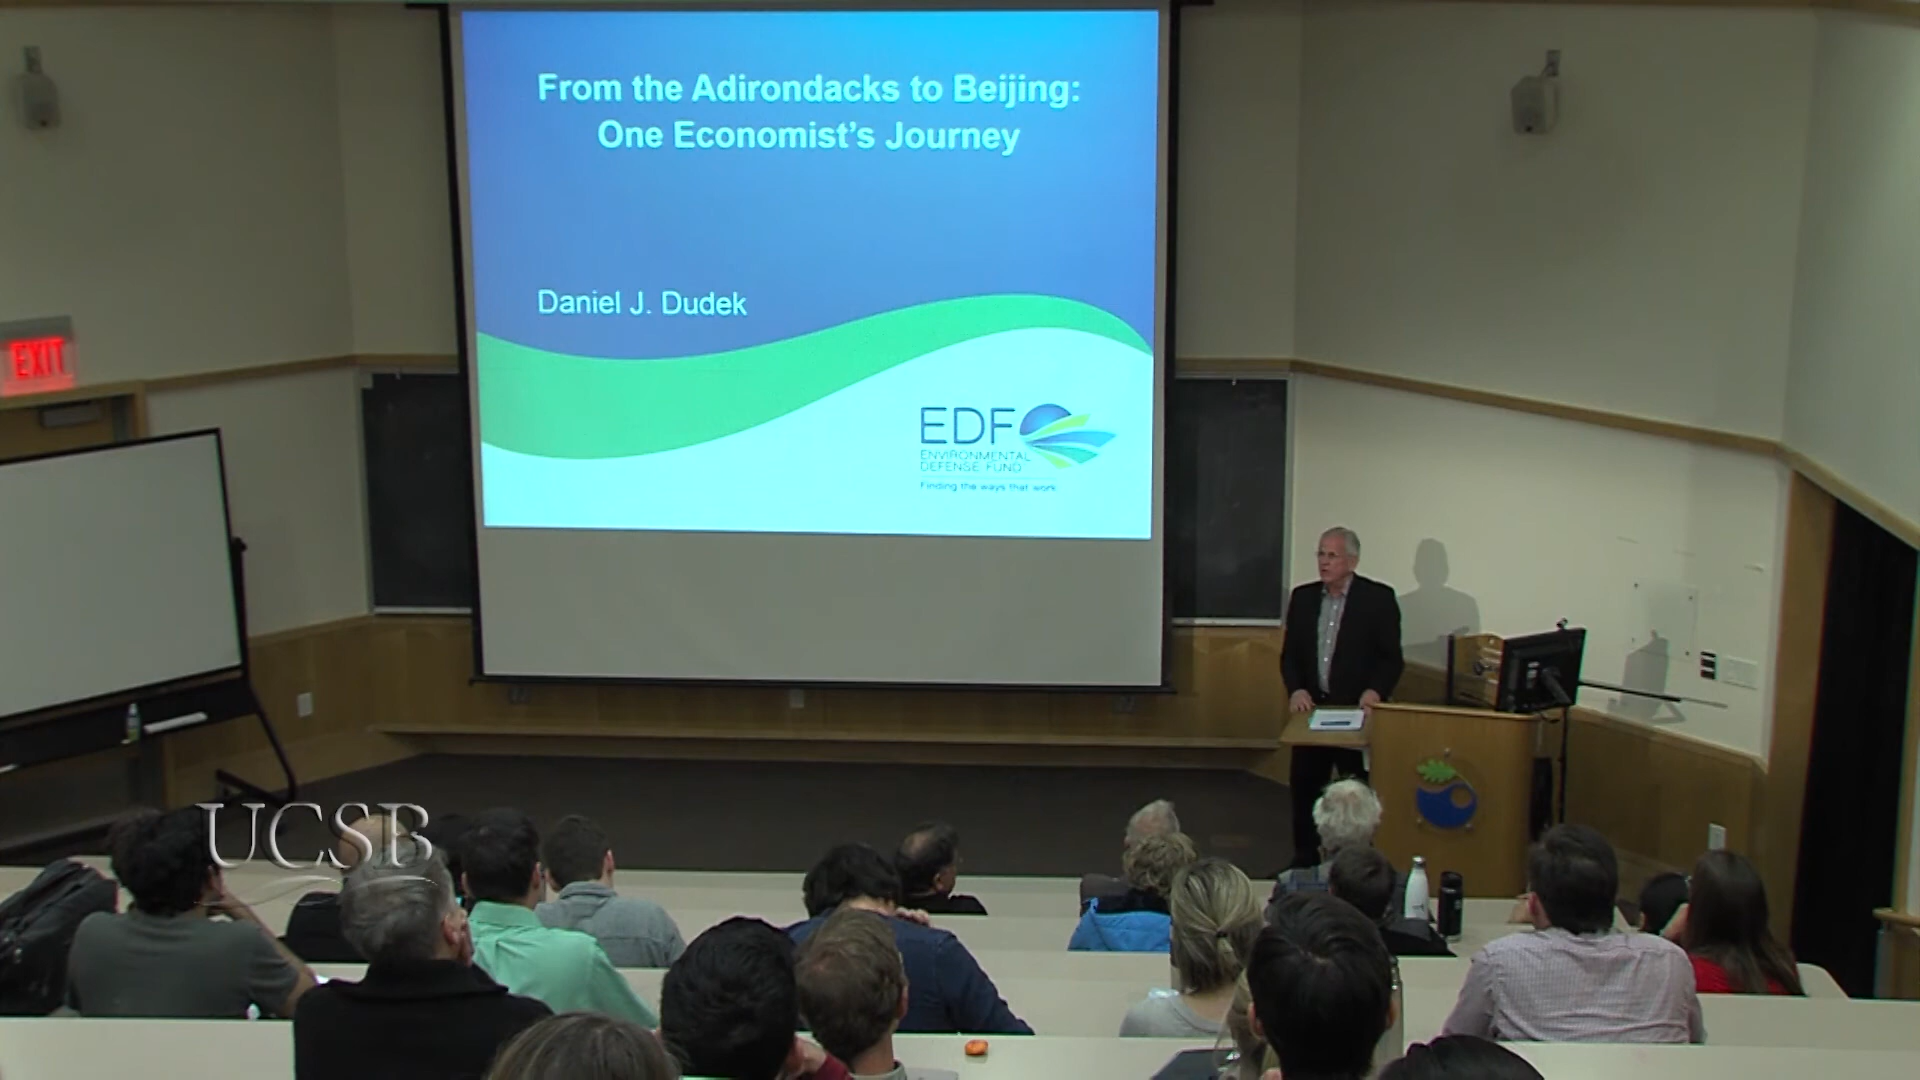 From the Adirondacks to Beijing:
One Economist's Journey
Daniel J. Dudek
EDF
ENVIRONMENTAL
DEFENSE FUND
Finding the ways that work
EXIT
UCSB